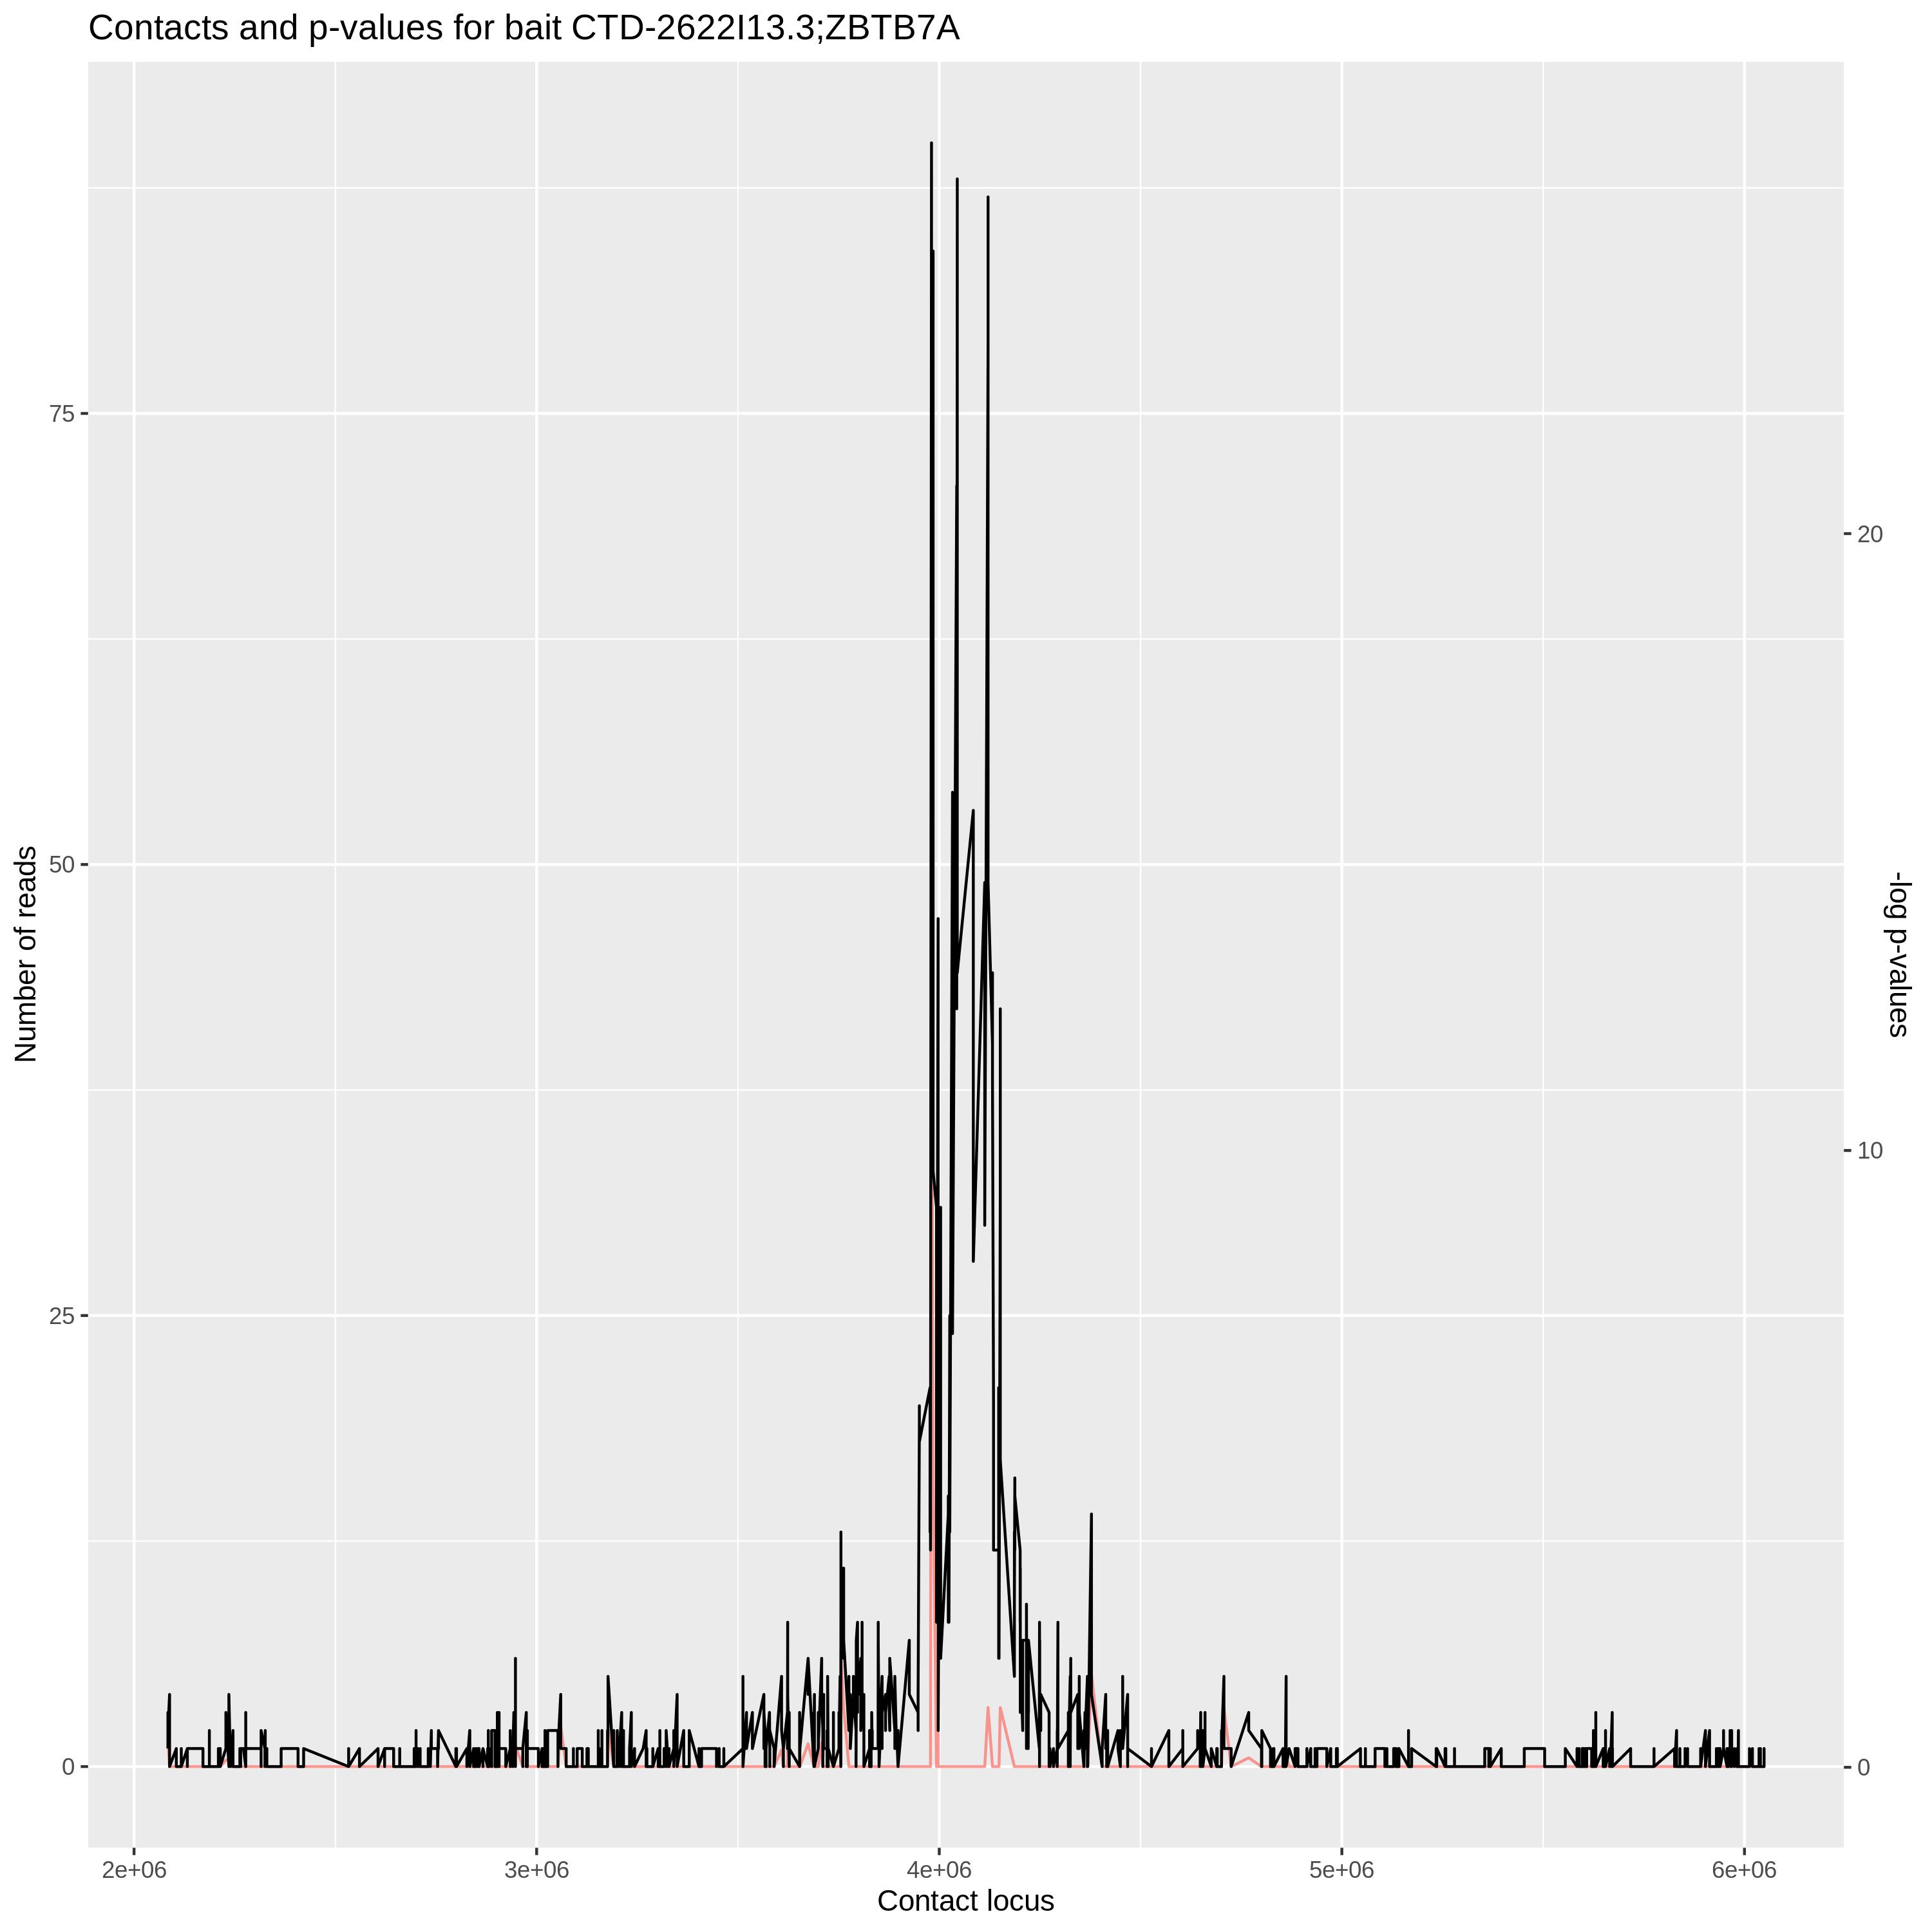 Contacts and p-values for bait CTD-2622I13.3;ZBTB7A
75
50
25
0
Number of reads
20
10
0
-log p-values
2e+06 3e+06 4e+06 5e+06 6e+06
Contact locus